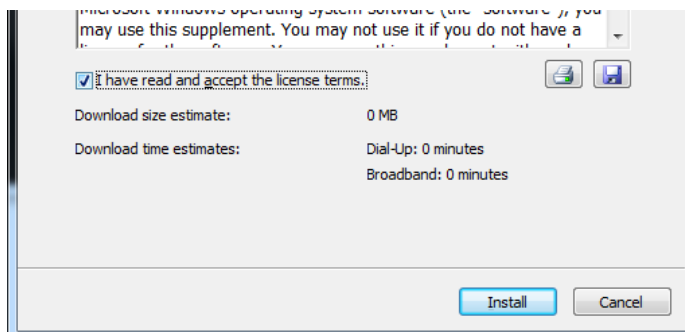 Microsoft Windows operating system software (the "software"), you
may use this supplement. You may not use it if you do not have a
I have read and accept the license terms.
Download size estimate: 0 MB
Download time estimates: Dial-Up: 0 minutes
Broadband: 0 minutes
Install Cancel